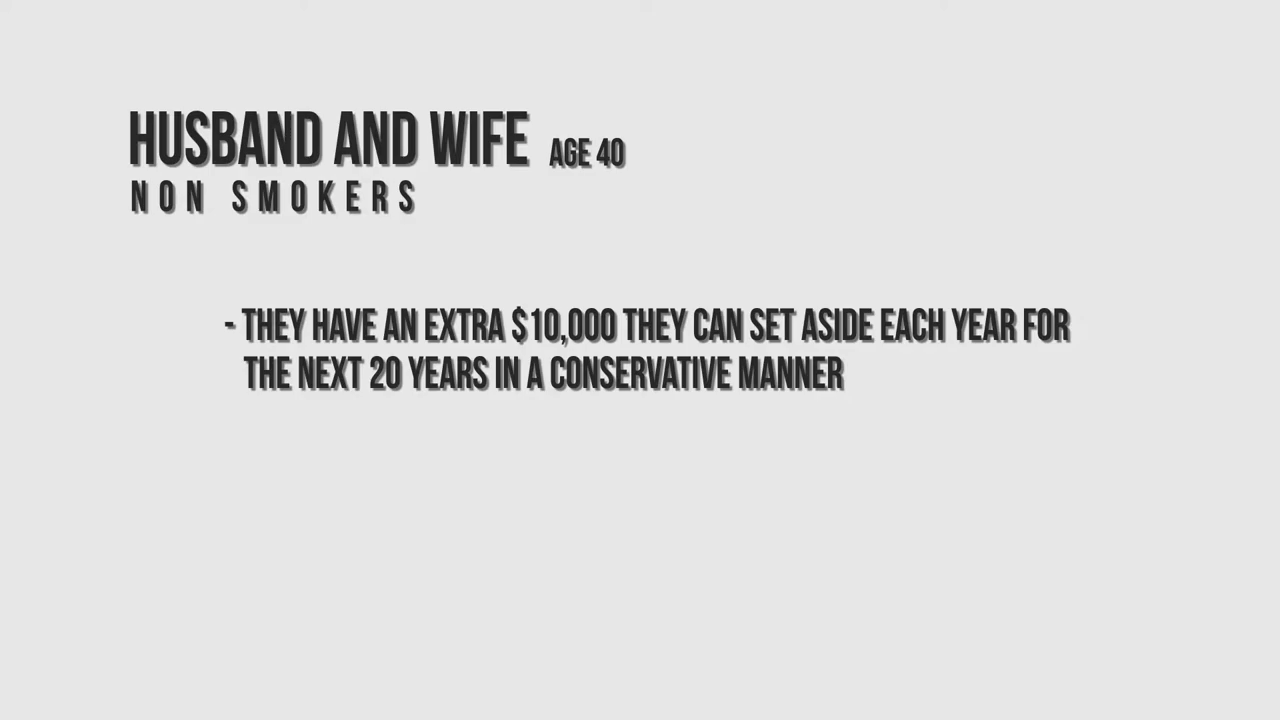 HUSBAND AND WIFE AGE 40
NON SMOKERS
- THEY HAVE AN EXTRA $10,000 THEY CAN SET ASIDE EACH YEAR FOR
THE NEXT 20 YEARS IN A CONSERVATIVE MANNER